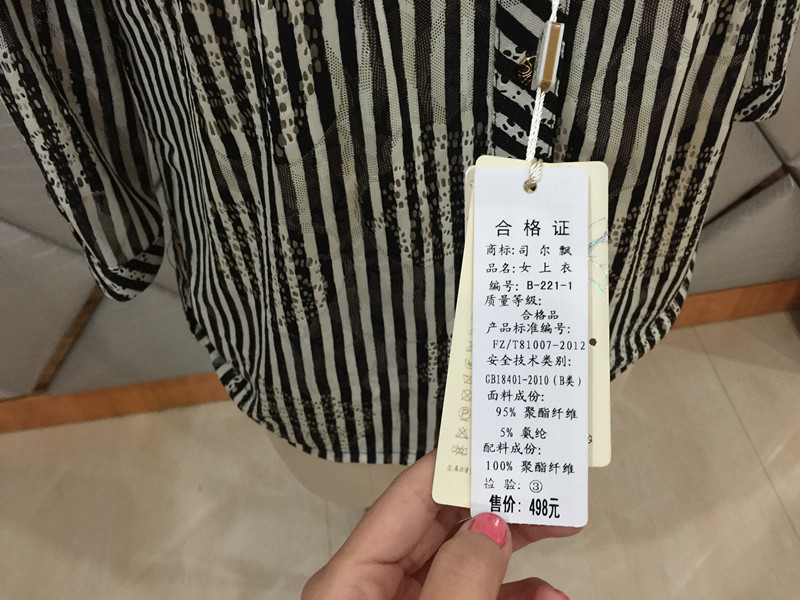 合格证
商标:司尔飘
品名:女上衣
编号: B-221-1
质量等级:
合格品
产品标准编号:
FZ/T81007-2012
安全技术类别:
GB18401-2010(B类)
面料成份:
95% 聚酯纤维
5% 氨纶
配料成份:
100% 聚酯纤维
检 验: ③
售价: 498元